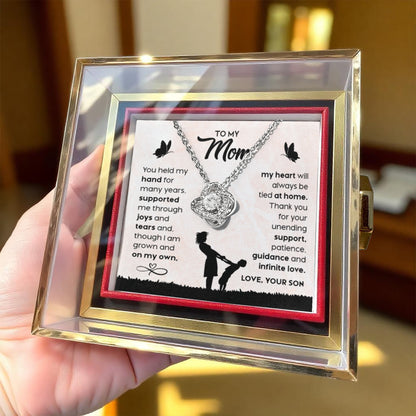 TO MY
Mom
You held my
hand for
many years,
supported
me through
joys and
tears and,
though I am
grown and
on my own,
my heart will
always be
tied at home.
Thank you
for your
unending
support,
patience,
guidance and
infinite love.
LOVE, YOUR SON